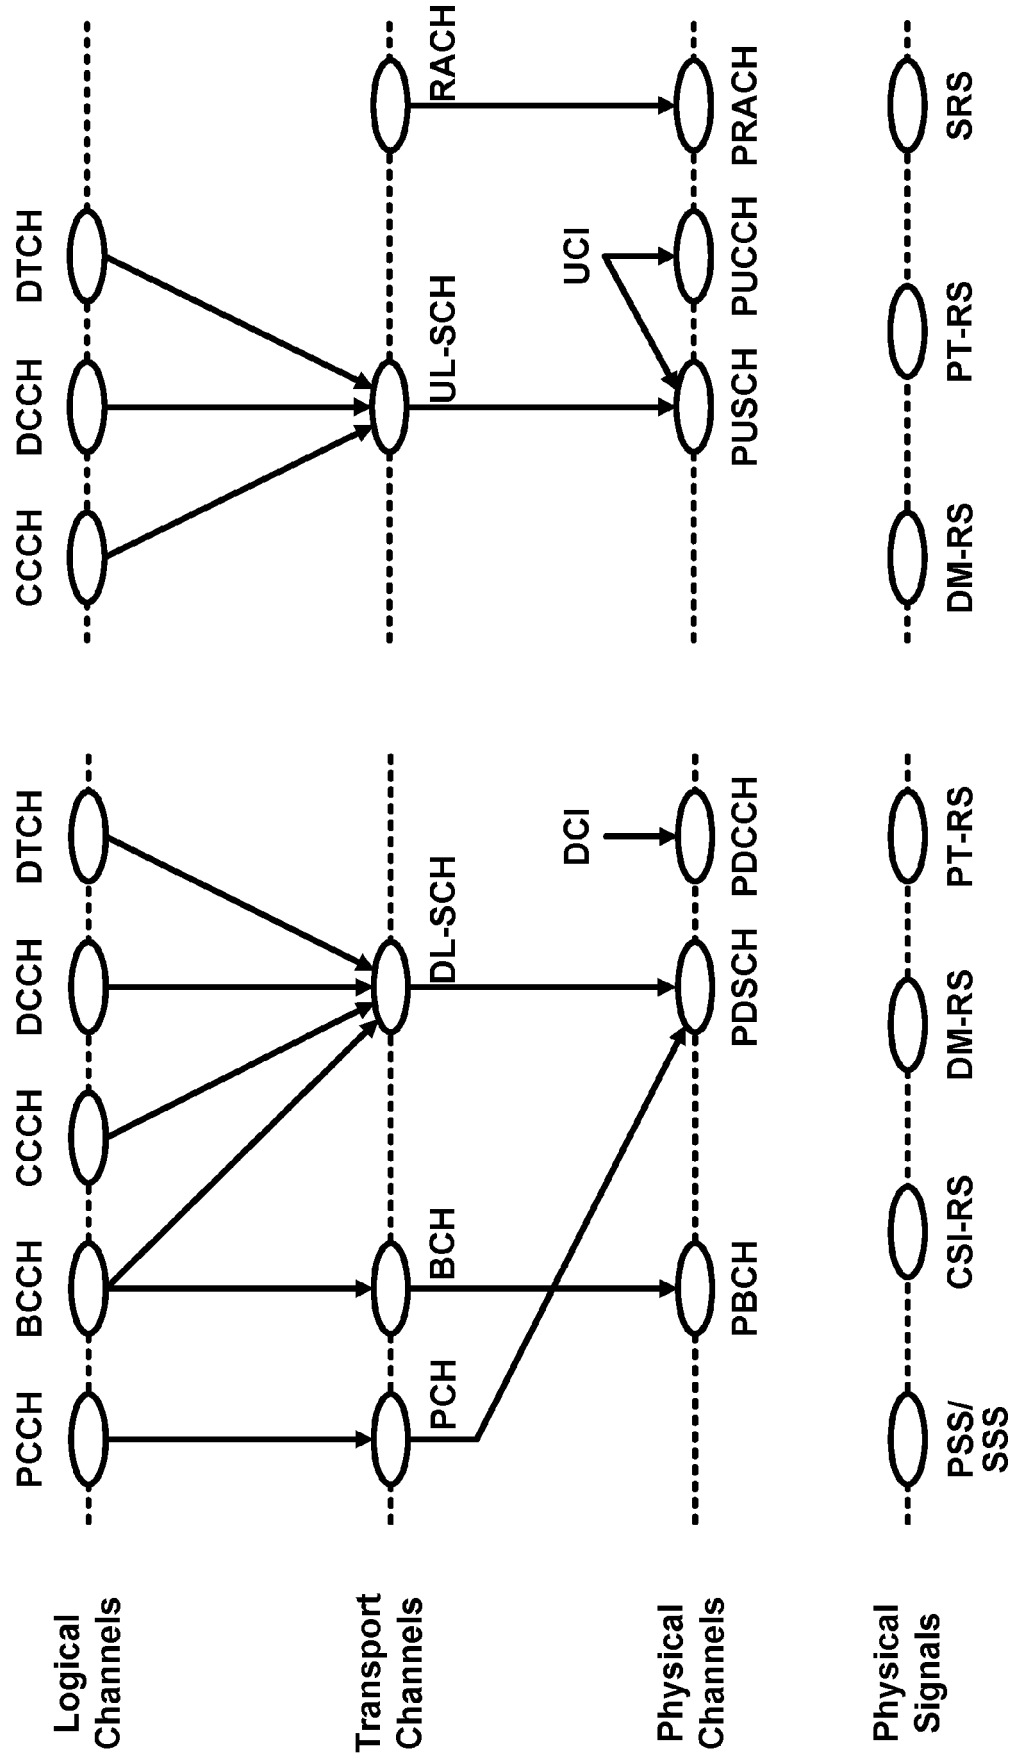 Logical
Channels
PCCH
BCCH
CCCH
DCCH
DTCH
CCCH
DCCH
DTCH
Transport
Channels
PCH
BCH
DL-SCH
UL-SCH
RACH
DCI
UCI
Physical
Channels
PBCH
PDSCH
PDCCH
PUSCH
PUCCH
PRACH
Physical
Signals
PSS/
SSS
CSI-RS
DM-RS
PT-RS
DM-RS
PT-RS
SRS